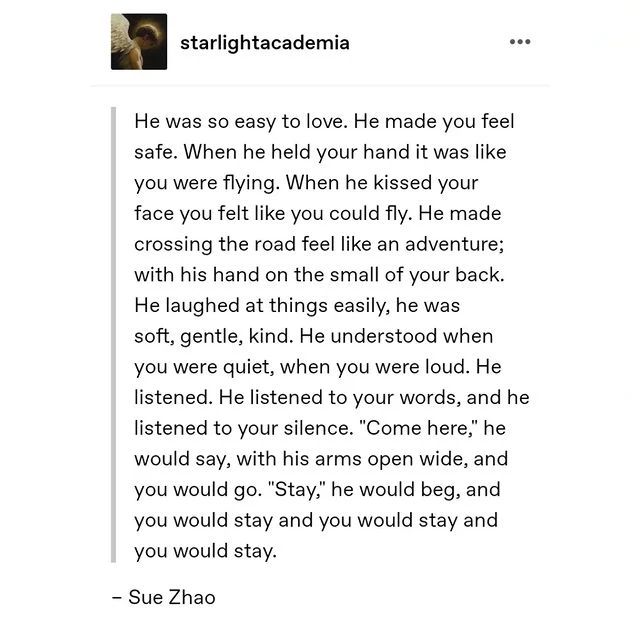 starlightacademia
He was so easy to love. He made you feel
safe. When he held your hand it was like
you were flying. When he kissed your
face you felt like you could fly. He made
crossing the road feel like an adventure;
with his hand on the small of your back.
He laughed at things easily, he was
soft, gentle, kind. He understood when
you were quiet, when you were loud. He
listened. He listened to your words, and he
listened to your silence. "Come here," he
would say, with his arms open wide, and
you would go. "Stay," he would beg, and
you would stay and you would stay and
you would stay.
– Sue Zhao